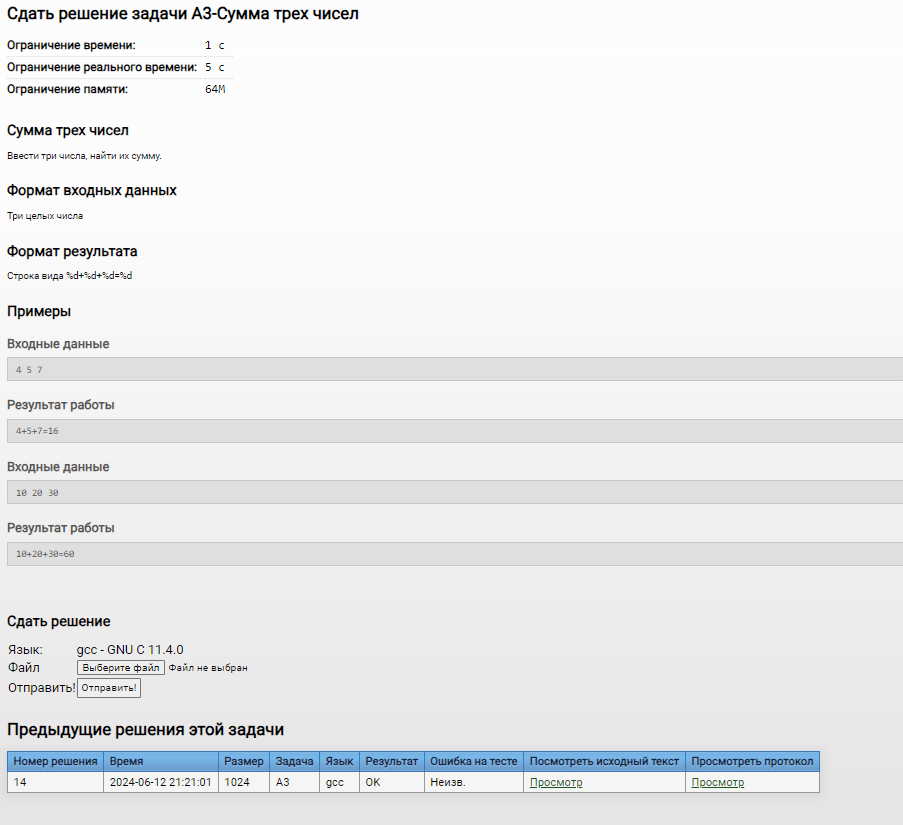 Сдать решение задачи A3-Сумма трех чисел
Ограничение времени: 1 с
Ограничение реального времени: 5 с
Ограничение памяти: 64M
Сумма трех чисел
Ввести три числа, найти их сумму.
Формат входных данных
Три целых числа
Формат результата
Строка вида %d+%d+%d=%d
Примеры
Входные данные
4 5 7
Результат работы
4+5+7=16
Входные данные
10 20 30
Результат работы
10+20+30=60
Сдать решение
Язык: gcc - GNU C 11.4.0
Файл Выберите файл Файл не выбран
Отправить! Отправить!
Предыдущие решения этой задачи
Номер решения Время Размер Задача Язык Результат Ошибка на тесте Посмотреть исходный текст Просмотреть протокол
14 2024-06-12 21:21:01 1024 A3 gcc OK Неизв. Просмотр Просмотр